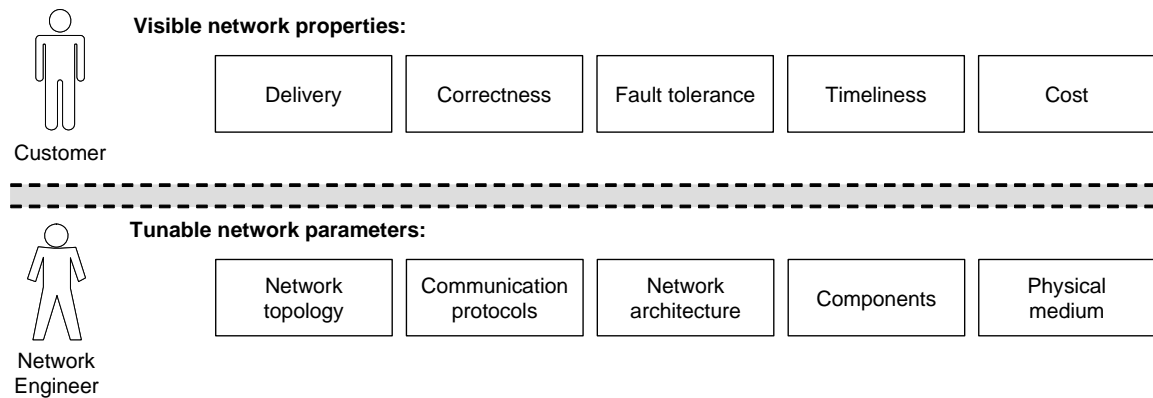 Visible network properties:
Delivery
Correctness
Fault tolerance
Timeliness
Cost
Customer
Tunable network parameters:
Network
topology
Communication
protocols
Network
architecture
Components
Physical
medium
Network
Engineer